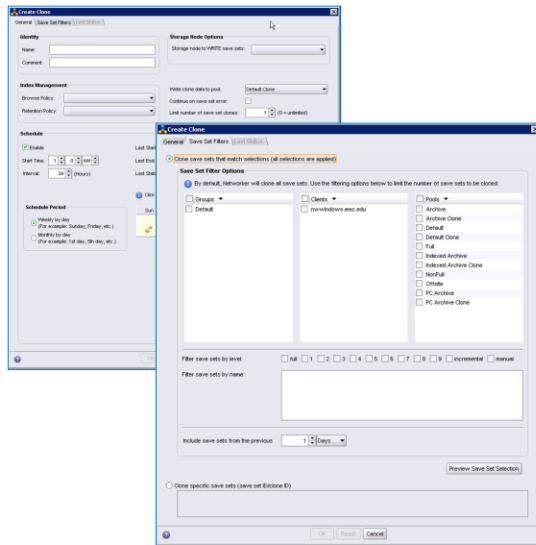 Create Clone
General Save Set Filters Last Status
Identity
Name:
Comment:
Storage Node Options
Storage node to WRITE save sets:
Index Management
Browse Policy:
Retention Policy:
Write clone data to pool: Default Clone
Continue on save set error:
Limit number of save set clones: 1 (0 = unlimited)
Schedule
Enable
Start Time: 1 : 0 AM
Interval: 24 (Hours)
Last Start
Last End
Last Stat
Click
Schedule Period
Weekly by day
(For example: Sunday, Friday, etc.)
Monthly by day
(For example: 1st day, 5th day, etc.)
Sun
Create Clone
General Save Set Filters Last Status
Clone save sets that match selections (all selections are applied)
Save Set Filter Options
By default, Networker will clone all save sets. Use the filtering options below to limit the number of save sets to be cloned.
Groups
Default
Clients
nwwindows.emc.edu
Pools
Archive
Archive Clone
Default
Default Clone
Full
Indexed Archive
Indexed Archive Clone
NonFull
Offsite
PC Archive
PC Archive Clone
Filter save sets by level: full 1 2 3 4 5 6 7 8 9 incremental manual
Filter save sets by name:
Include save sets from the previous 1 Days
Preview Save Set Selection
Clone specific save sets (save set ID/clone ID)
OK Reset Cancel